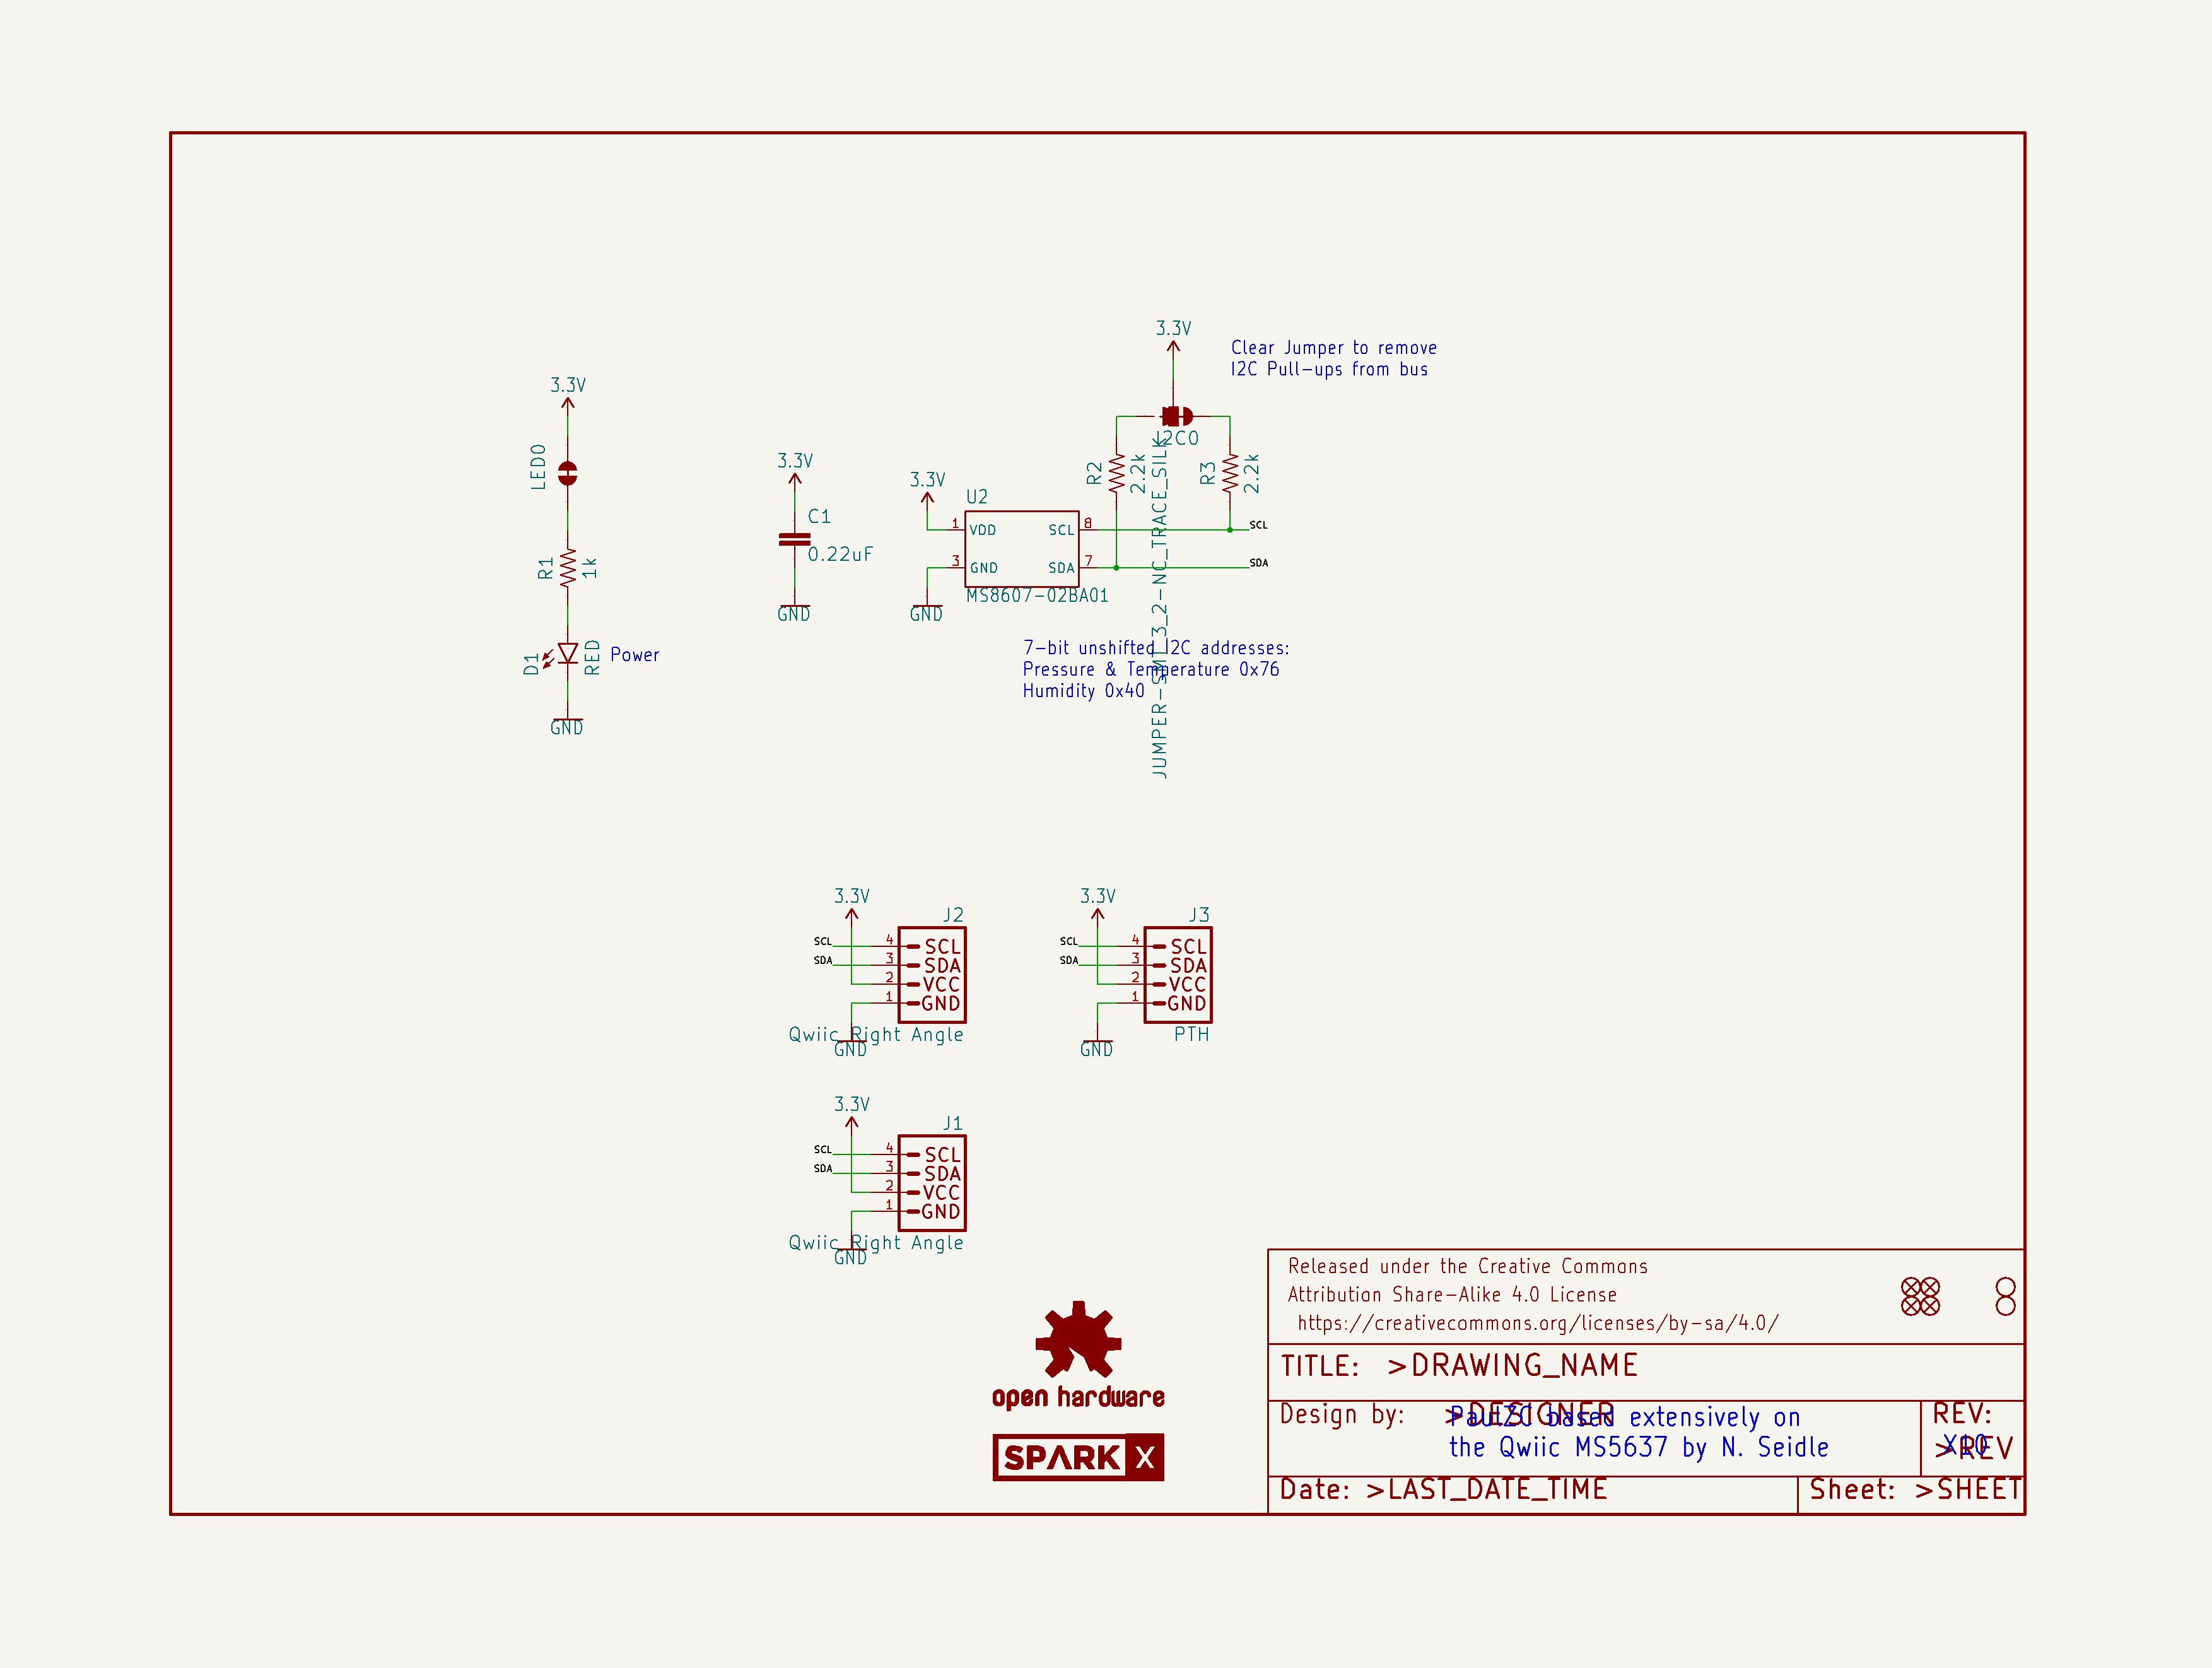 3.3V
Clear Jumper to remove
I2C Pull-ups from bus
3.3V
LED0
R1
1k
D1
RED
Power
GND
3.3V
C1
0.22uF
GND
3.3V
U2
1
VDD
SCL
8
3
GND
SDA
7
MS8607-02BA01
GND
I2C0
JUMPER-SMT_3_2-NC_TRACE_SILK
R2
2.2k
R3
2.2k
SCL
SDA
7-bit unshifted I2C addresses:
Pressure & Temperature 0x76
Humidity 0x40
3.3V
J2
SCL
4
SCL
SDA
3
SDA
2
VCC
1
GND
Qwiic Right Angle
GND
3.3V
J3
SCL
4
SCL
SDA
3
SDA
2
VCC
1
GND
PTH
GND
3.3V
J1
SCL
4
SCL
SDA
3
SDA
2
VCC
1
GND
Qwiic Right Angle
GND
open hardware
SPARK X
Released under the Creative Commons
Attribution Share-Alike 4.0 License
https://creativecommons.org/licenses/by-sa/4.0/
TITLE: >DRAWING_NAME
Design by: >DESIGNER
PaulZC based extensively on
the Qwiic MS5637 by N. Seidle
REV:
>REV
X10
Date: >LAST_DATE_TIME
Sheet: >SHEET